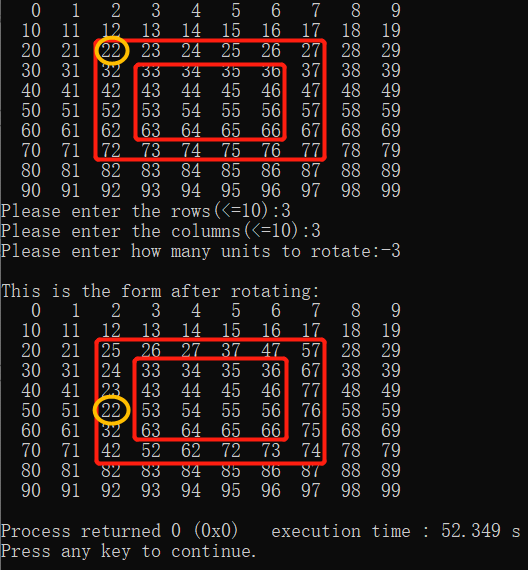 0 1 2 3 4 5 6 7 8 9
10 11 12 13 14 15 16 17 18 19
20 21 22 23 24 25 26 27 28 29
30 31 32 33 34 35 36 37 38 39
40 41 42 43 44 45 46 47 48 49
50 51 52 53 54 55 56 57 58 59
60 61 62 63 64 65 66 67 68 69
70 71 72 73 74 75 76 77 78 79
80 81 82 83 84 85 86 87 88 89
90 91 92 93 94 95 96 97 98 99
Please enter the rows(<=10):3
Please enter the columns(<=10):3
Please enter how many units to rotate:-3
This is the form after rotating:
0 1 2 3 4 5 6 7 8 9
10 11 12 13 14 15 16 17 18 19
20 21 25 26 27 37 47 57 28 29
30 31 24 33 34 35 36 67 38 39
40 41 23 43 44 45 46 77 48 49
50 51 22 53 54 55 56 76 58 59
60 61 32 63 64 65 66 75 68 69
70 71 42 52 62 72 73 74 78 79
80 81 82 83 84 85 86 87 88 89
90 91 92 93 94 95 96 97 98 99
Process returned 0 (0x0) execution time : 52.349 s
Press any key to continue.